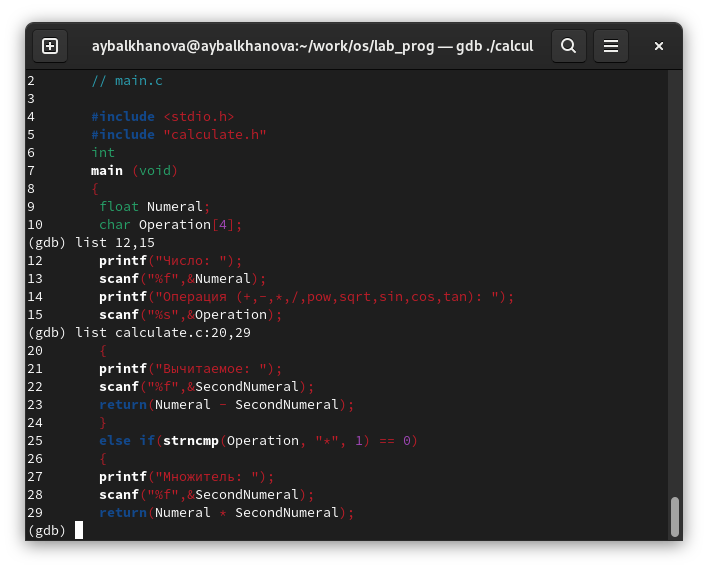 aybalkhanova@aybalkhanova:~/work/os/lab_prog — gdb ./calcul
2 // main.c
3
4 #include <stdio.h>
5 #include "calculate.h"
6 int
7 main (void)
8 {
9 float Numeral;
10 char Operation[4];
(gdb) list 12,15
12 printf("Число: ");
13 scanf("%f",&Numeral);
14 printf("Операция (+,-,*,/,pow,sqrt,sin,cos,tan): ");
15 scanf("%s",&Operation);
(gdb) list calculate.c:20,29
20 {
21 printf("Вычитаемое: ");
22 scanf("%f",&SecondNumeral);
23 return(Numeral - SecondNumeral);
24 }
25 else if(strncmp(Operation, "*", 1) == 0)
26 {
27 printf("Множитель: ");
28 scanf("%f",&SecondNumeral);
29 return(Numeral * SecondNumeral);
(gdb)